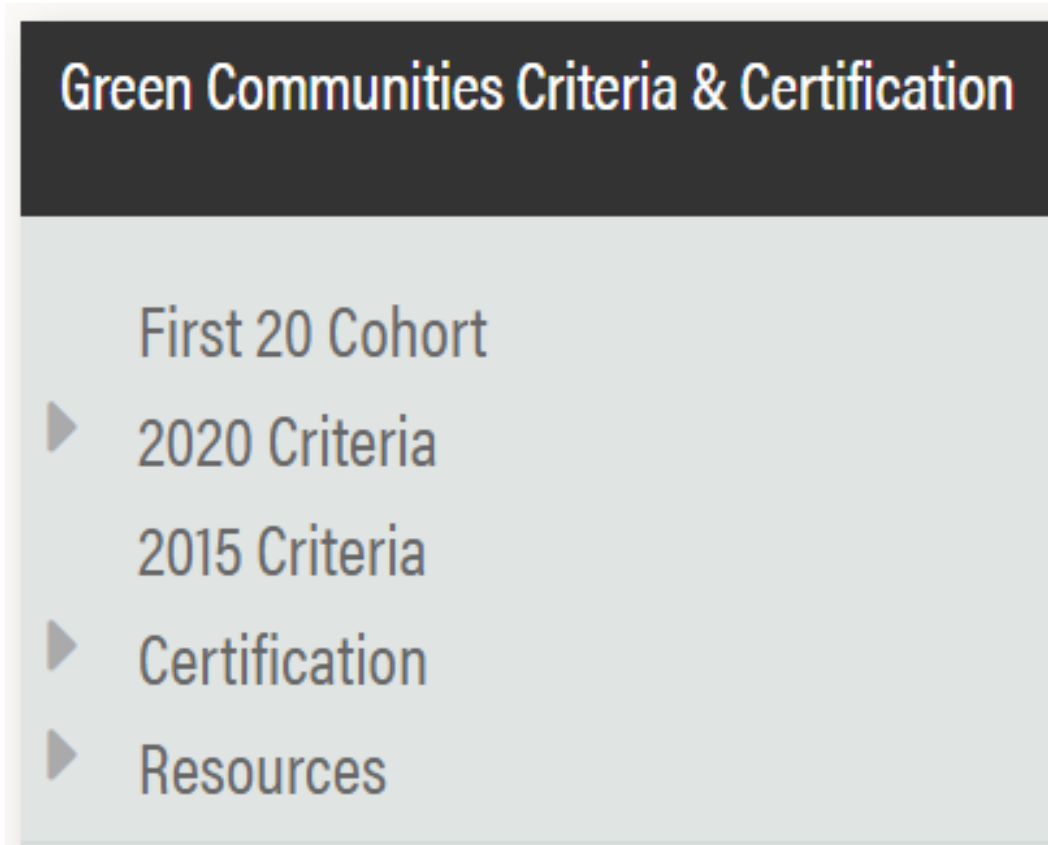 Green Communities Criteria & Certification
First 20 Cohort
2020 Criteria
2015 Criteria
Certification
Resources